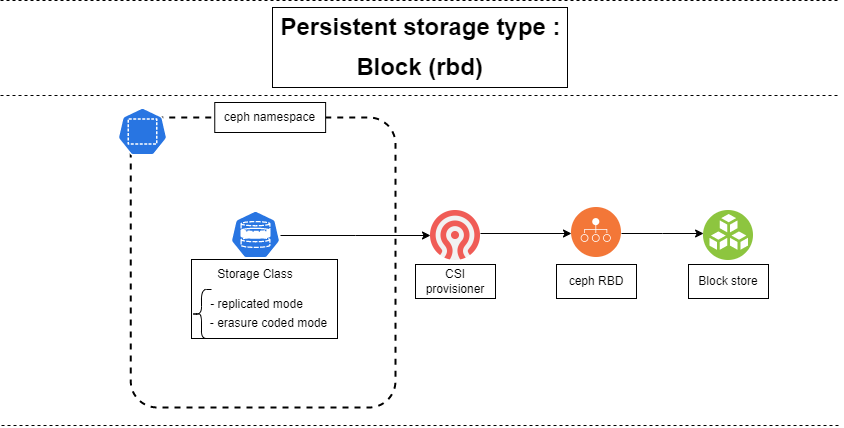 Persistent storage type :
Block (rbd)
ceph namespace
Storage Class
- replicated mode
- erasure coded mode
CSI
provisioner
ceph RBD
Block store